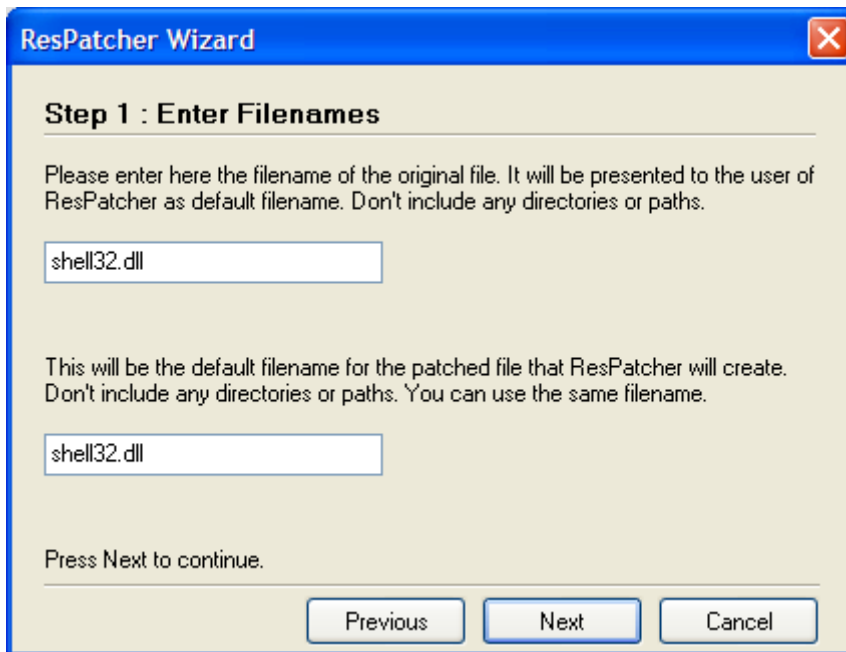 ResPatcher Wizard
Step 1 : Enter Filenames
Please enter here the filename of the original file. It will be presented to the user of
ResPatcher as default filename. Don't include any directories or paths.
shell32.dll
This will be the default filename for the patched file that ResPatcher will create.
Don't include any directories or paths. You can use the same filename.
shell32.dll
Press Next to continue.
Previous Next Cancel